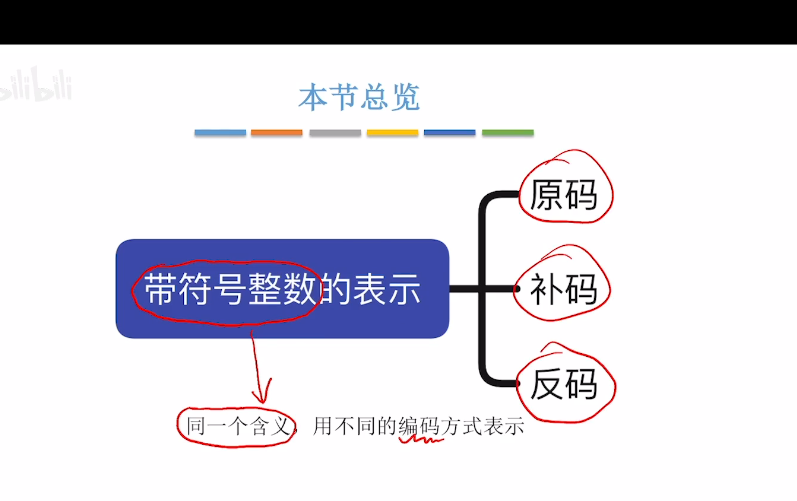 bilibili
本节总览
原码
带符号整数的表示
补码
反码
同一个含义，用不同的编码方式表示